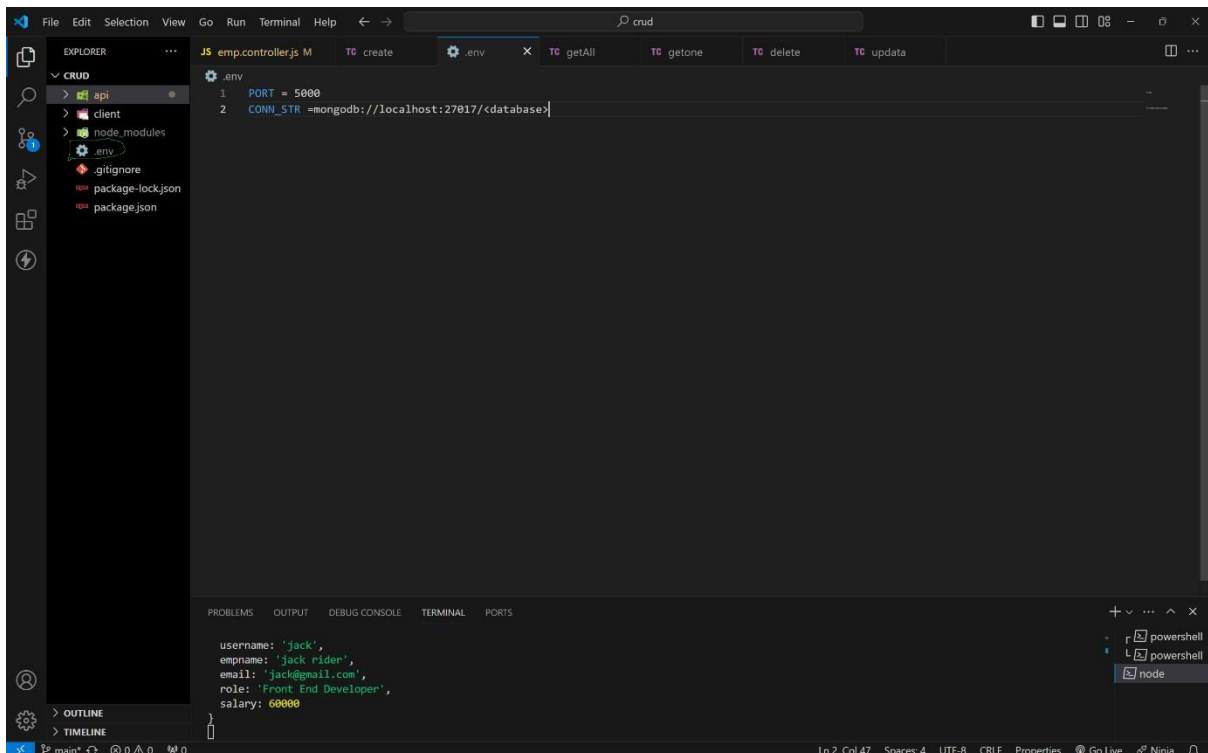 File Edit Selection View Go Run Terminal Help
crud
EXPLORER
JS emp.controller.js M
TC create
.env
TC getAll
TC getone
TC delete
TC updata
CRUD
api
client
node_modules
.env
.gitignore
package-lock.json
package.json
.env
1 PORT = 5000
2 CONN_STR =mongodb://localhost:27017/<database>
1
PROBLEMS OUTPUT DEBUG CONSOLE TERMINAL PORTS
username: 'jack',
empname: 'jack rider',
email: 'jack@gmail.com',
role: 'Front End Developer',
salary: 60000
}
powershell
powershell
node
OUTLINE
TIMELINE
main* 0 0 0 Ln 2, Col 47 Spaces: 4 UTF-8 CRLF Properties Go Live Ninja